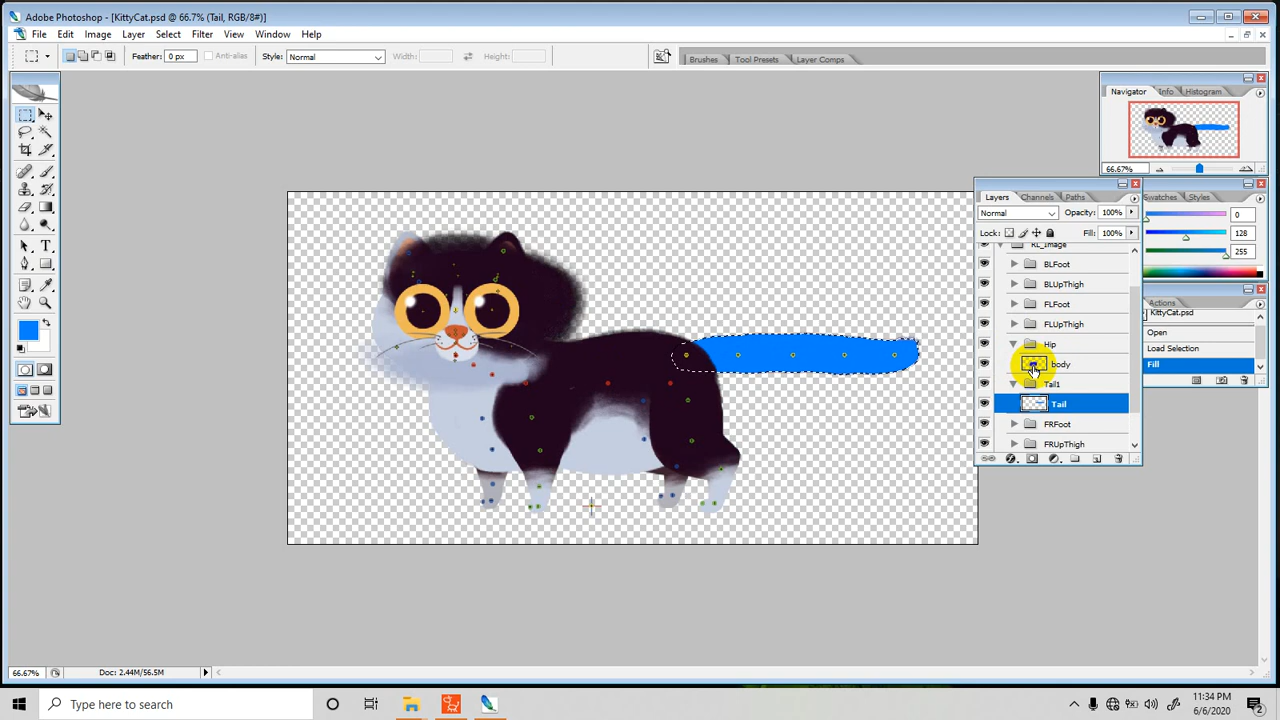 Adobe Photoshop - [KittyCat.psd @ 66.7% (Tail, RGB/8#)]
File Edit Image Layer Select Filter View Window Help
Feather: 0 px Anti-alias Style: Normal Width: Height: Brushes Tool Presets Layer Comps
Navigator Info Histogram
66.67%
Layers Channels Paths
Swatches Styles
Normal Opacity: 100%
0
Lock: Fill: 100%
128
255
RL_Image
BLFoot
BLUpThigh
Actions
FLFoot
KittyCat.psd
FLUpThigh
Open
Hip
Load Selection
body
Fill
Tail1
Tail
FRFoot
FRUpThigh
66.67% Doc: 2.44M/56.5M
Type here to search
11:34 PM
6/6/2020
2